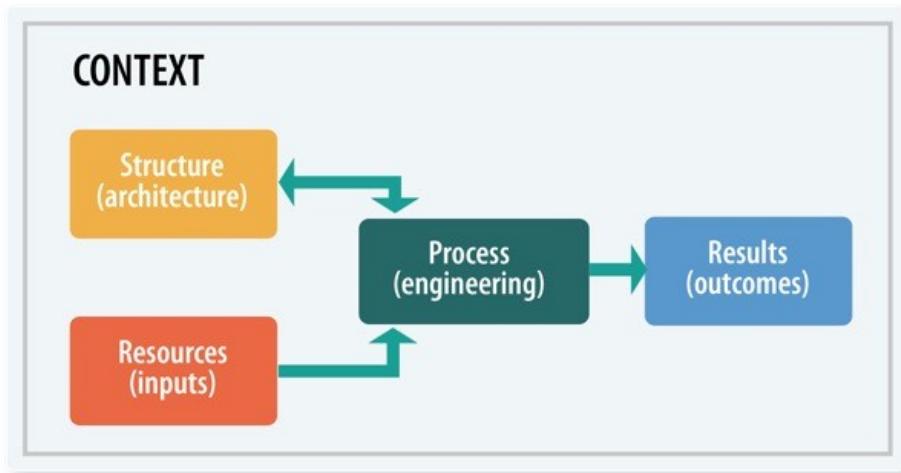 CONTEXT
Structure
(architecture)
Process
(engineering)
Results
(outcomes)
Resources
(inputs)